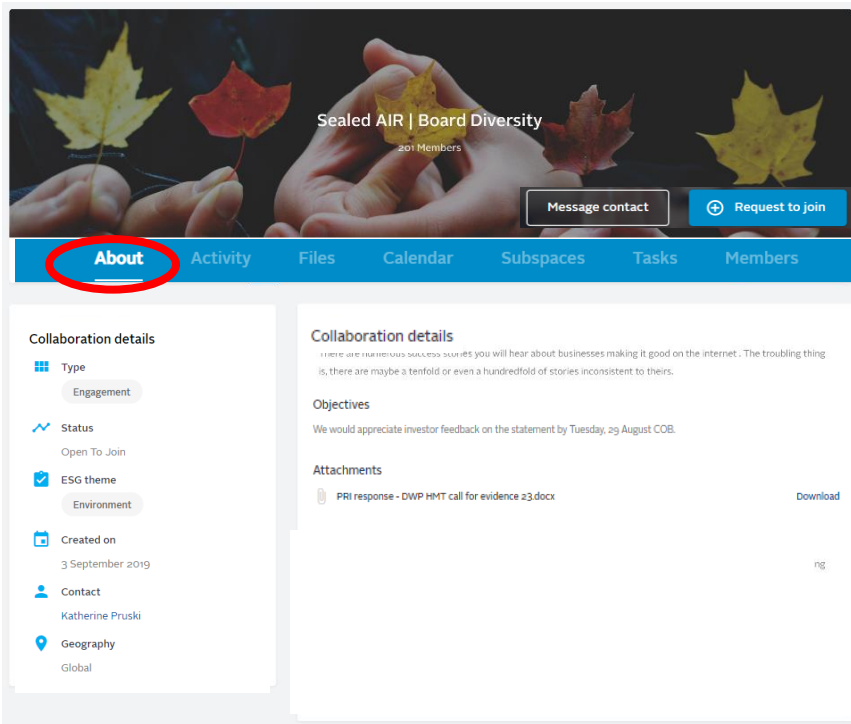 Sealed AIR | Board Diversity
201 Members
Message contact
Request to join
About Activity Files Calendar Subspaces Tasks Members
Collaboration details
Type
Engagement
Status
Open To Join
ESG theme
Environment
Created on
3 September 2019
Contact
Katherine Pruski
Geography
Global
Collaboration details
There are numerous success stories you will hear about businesses making it good on the internet . The troubling thing
is, there are maybe a tenfold or even a hundredfold of stories inconsistent to theirs.
Objectives
We would appreciate investor feedback on the statement by Tuesday, 29 August COB.
Attachments
PRI response - DWP HMT call for evidence 23.docx Download
ng